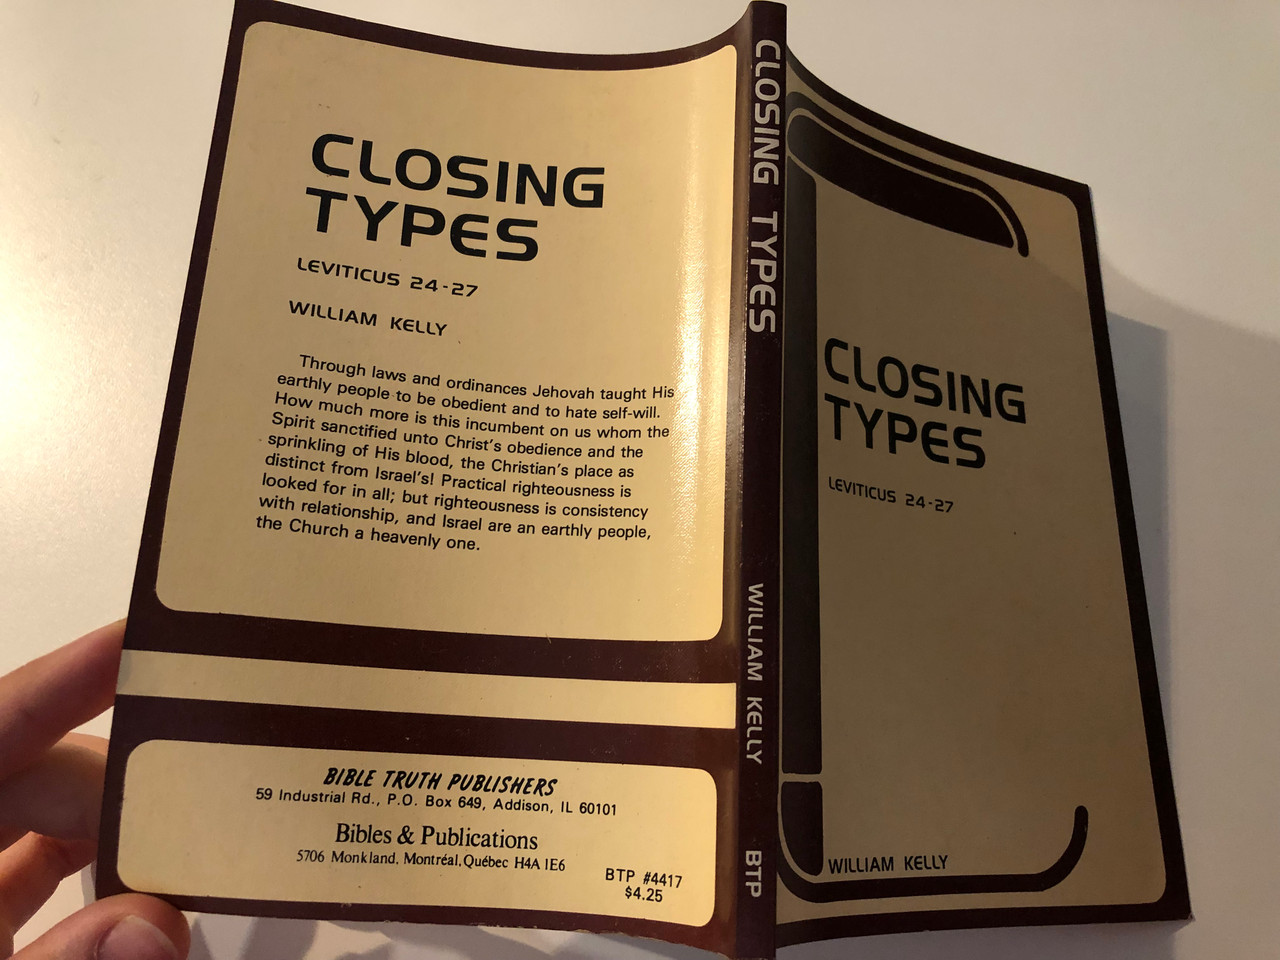 CLOSING
TYPES
LEVITICUS 24-27
WILLIAM KELLY
Through laws and ordinances Jehovah taught His
earthly people to be obedient and to hate self-will.
How much more is this incumbent on us whom the
Spirit sanctified unto Christ's obedience and the
sprinkling of His blood, the Christian's place as
distinct from Israel's! Practical righteousness is
looked for in all; but righteousness is consistency
with relationship, and Israel are an earthly people,
the Church a heavenly one.
BIBLE TRUTH PUBLISHERS
59 Industrial Rd., P.O. Box 649, Addison, IL 60101
Bibles & Publications
5706 Monkland, Montréal, Québec H4A 1E6
BTP #4417
$4.25
CLOSING TYPES
WILLIAM KELLY
BTP
CLOSING
TYPES
LEVITICUS 24-27
WILLIAM KELLY